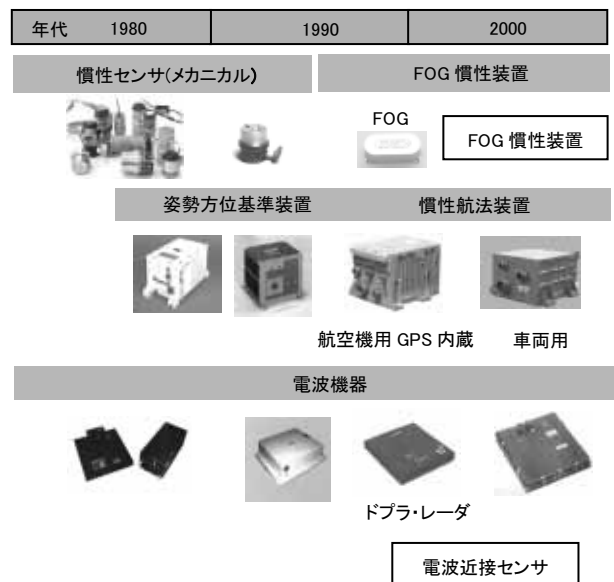 年代 1980 1990 2000
慣性センサ(メカニカル) FOG 慣性装置
FOG
FOG 慣性装置
姿勢方位基準装置 慣性航法装置
航空機用 GPS 内蔵 車両用
電波機器
ドプラ・レーダ
電波近接センサ